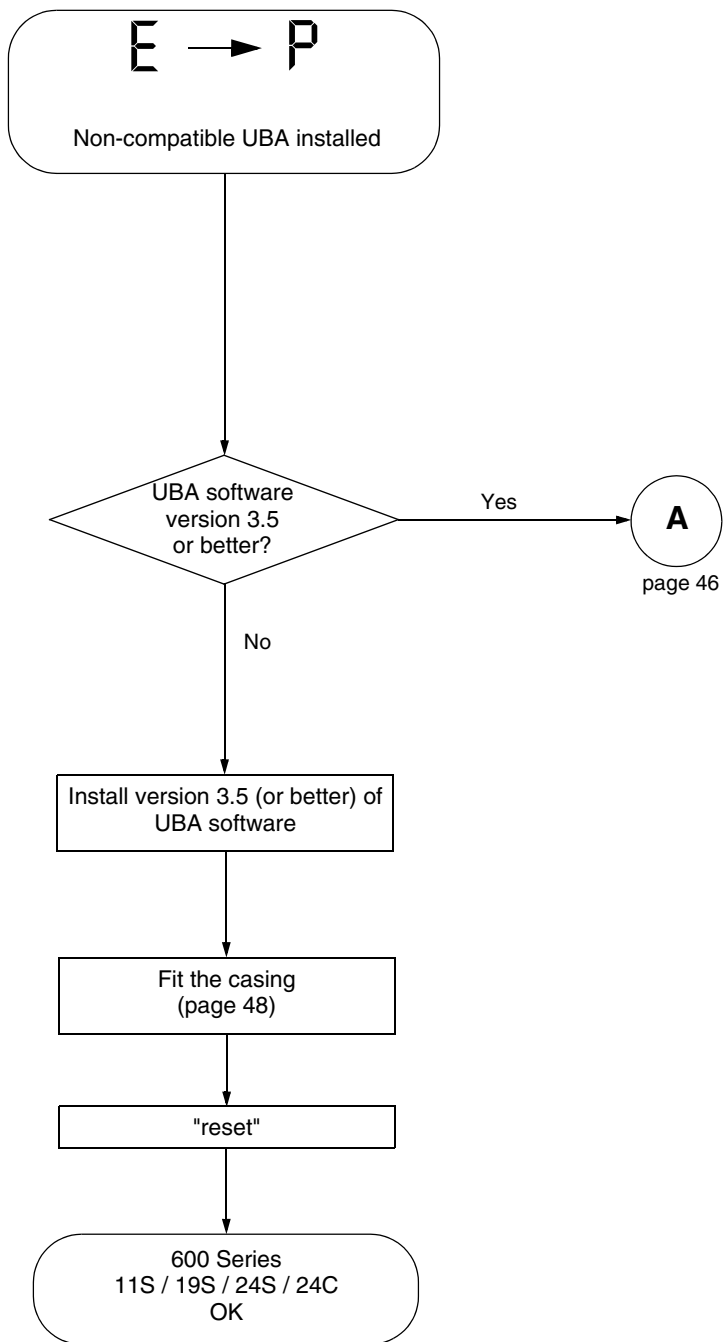 E → P
Non-compatible UBA installed
UBA software
version 3.5
or better?
Yes
A
page 46
No
Install version 3.5 (or better) of
UBA software
Fit the casing
(page 48)
"reset"
600 Series
11S / 19S / 24S / 24C
OK